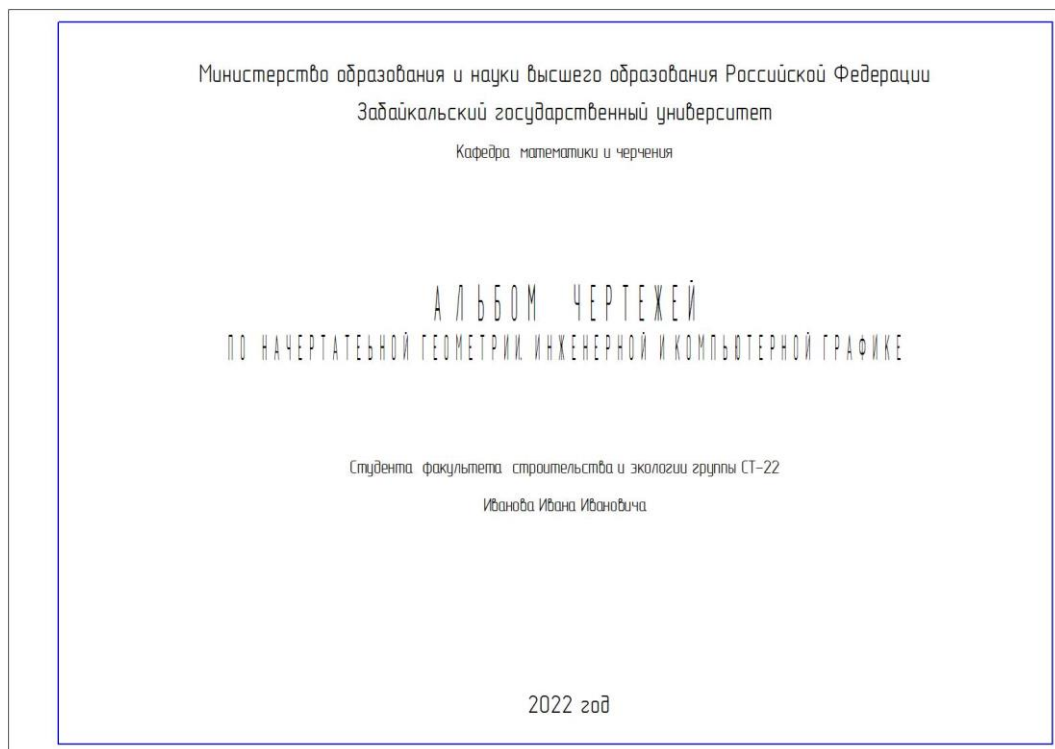 Министерство образования и науки высшего образования Российской Федерации
Забайкальский государственный университет
Кафедра математики и черчения
АЛЬБОМ ЧЕРТЕЖЕЙ
ПО НАЧЕРТАТЕЬНОЙ ГЕОМЕТРИИ, ИНЖЕНЕРНОЙ И КОМПЬЮТЕРНОЙ ГРАФИКЕ
Студента факультета строительства и экологии группы СТ-22
Иванова Ивана Ивановича
2022 год